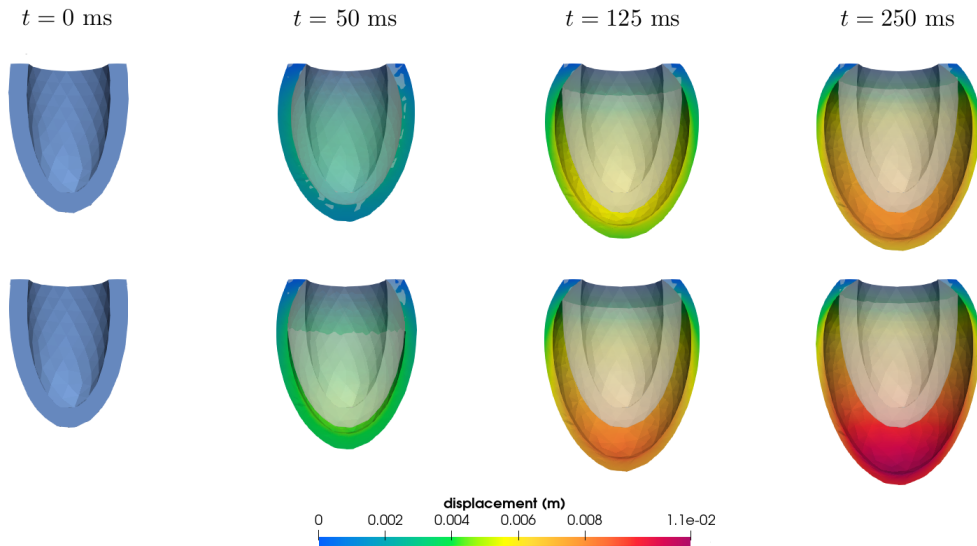 t = 0 ms
t = 50 ms
t = 125 ms
t = 250 ms
displacement (m)
0 0.002 0.004 0.006 0.008 1.1e-02